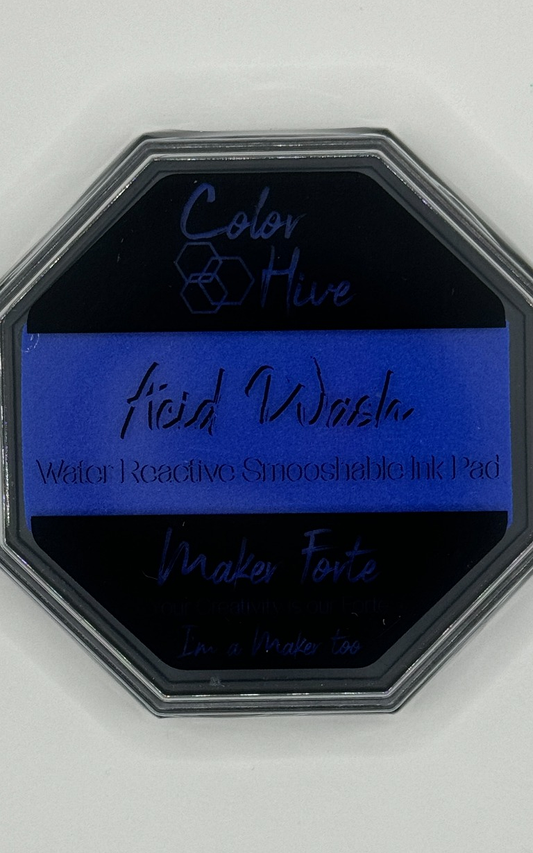 Color
Hive
Acid Wash
Water Reactive Smooshable Ink Pad
Maker Forte
I'm a Maker too